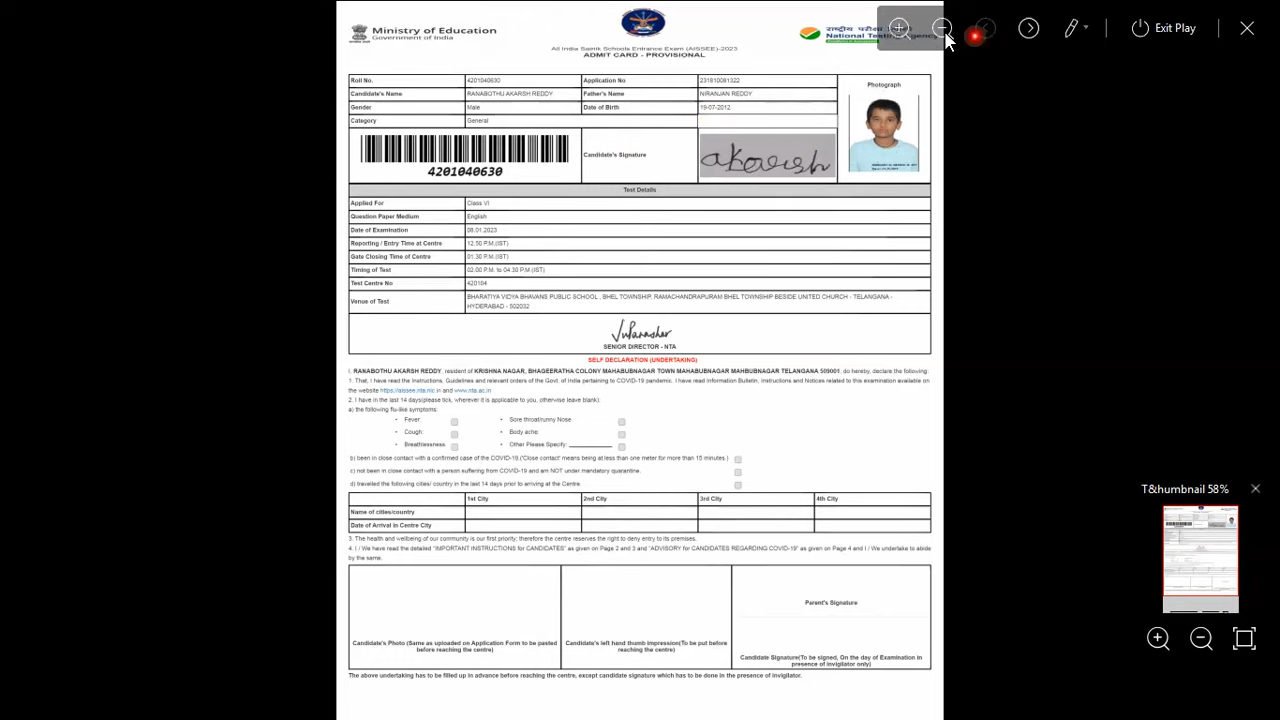 Exit Play
Ministry of Education
Government of India
राष्ट्रीय परीक्षा
National Testing Agency
All India Sainik Schools Entrance Exam (AISSEE)-2023
ADMIT CARD - PROVISIONAL
Roll No. 4201040630 Application No 231810081322
Candidate's Name RANABOTHU AKARSH REDDY Father's Name NIRANJAN REDDY
Gender Male Date of Birth 19-07-2012
Category General
Photograph
4201040630
Candidate's Signature akarish
Test Details
Applied For Class VI
Question Paper Medium English
Date of Examination 08.01.2023
Reporting / Entry Time at Centre 12.50 P.M.(IST)
Gate Closing Time of Centre 01.30 P.M.(IST)
Timing of Test 02.00 P.M. to 04.30 P.M.(IST)
Test Centre No 420104
Venue of Test BHARATIYA VIDYA BHAVANS PUBLIC SCHOOL , BHEL TOWNSHIP, RAMACHANDRAPURAM BHEL TOWNSHIP BESIDE UNITED CHURCH - TELANGANA -
HYDERABAD - 502032
SENIOR DIRECTOR - NTA
SELF DECLARATION (UNDERTAKING)
I, RANABOTHU AKARSH REDDY, resident of KRISHNA NAGAR, BHAGEERATHA COLONY MAHABUBNAGAR TOWN MAHABUBNAGAR MAHBUBNAGAR TELANGANA 509001, do hereby, declare the following:
1. That, I have read the Instructions, Guidelines and relevant orders of the Govt. of India pertaining to COVID-19 pandemic. I have read Information Bulletin, Instructions and Notices related to this examination available on
the website https://aissee.nta.nic.in and www.nta.ac.in
2. I have in the last 14 days(please tick, wherever it is applicable to you, otherwise leave blank):
a) the following flu-like symptoms:
• Fever: • Sore throat/runny Nose
• Cough: • Body ache:
• Breathlessness: • Other Please Specify:
b) been in close contact with a confirmed case of the COVID-19.('Close contact' means being at less than one meter for more than 15 minutes.)
c) not been in close contact with a person suffering from COVID-19 and am NOT under mandatory quarantine.
d) travelled the following cities/ country in the last 14 days prior to arriving at the Centre.
1st City 2nd City 3rd City 4th City
Name of cities/country
Date of Arrival in Centre City
3. The health and wellbeing of our community is our first priority; therefore the centre reserves the right to deny entry to its premises.
4. I / We have read the detailed "IMPORTANT INSTRUCTIONS for CANDIDATES" as given on Page 2 and 3 and "ADVISORY for CANDIDATES REGARDING COVID-19" as given on Page 4 and I / We undertake to abide
by the same.
Candidate's Photo (Same as uploaded on Application Form to be pasted
before reaching the centre)
Candidate's left hand thumb impression(To be put before
reaching the centre)
Parent's Signature
Candidate Signature(To be signed, On the day of Examination in
presence of invigilator only)
The above undertaking has to be filled up in advance before reaching the centre, except candidate signature which has to be done in the presence of invigilator.
T&humbnail 58%